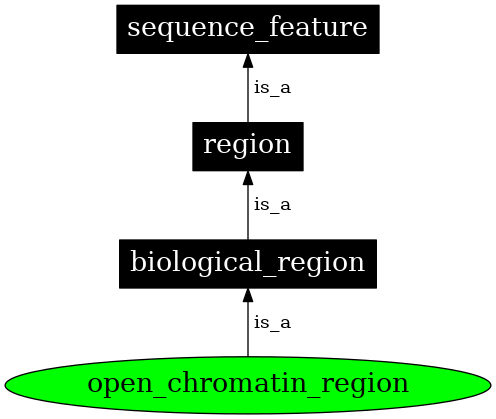 sequence_feature
is_a
region
is_a
biological_region
is_a
open_chromatin_region